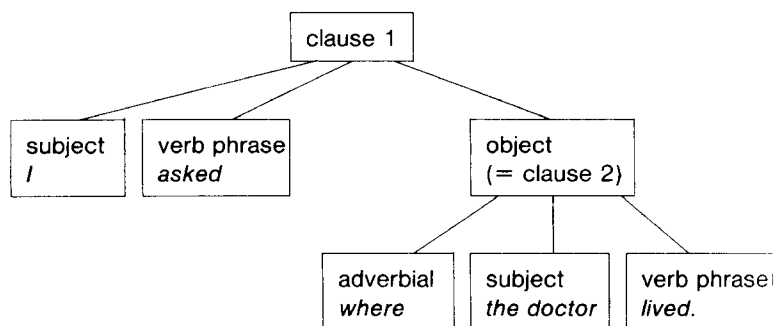 clause 1
subject
I
verb phrase
asked
object
(= clause 2)
adverbial
where
subject
the doctor
verb phrase
lived.